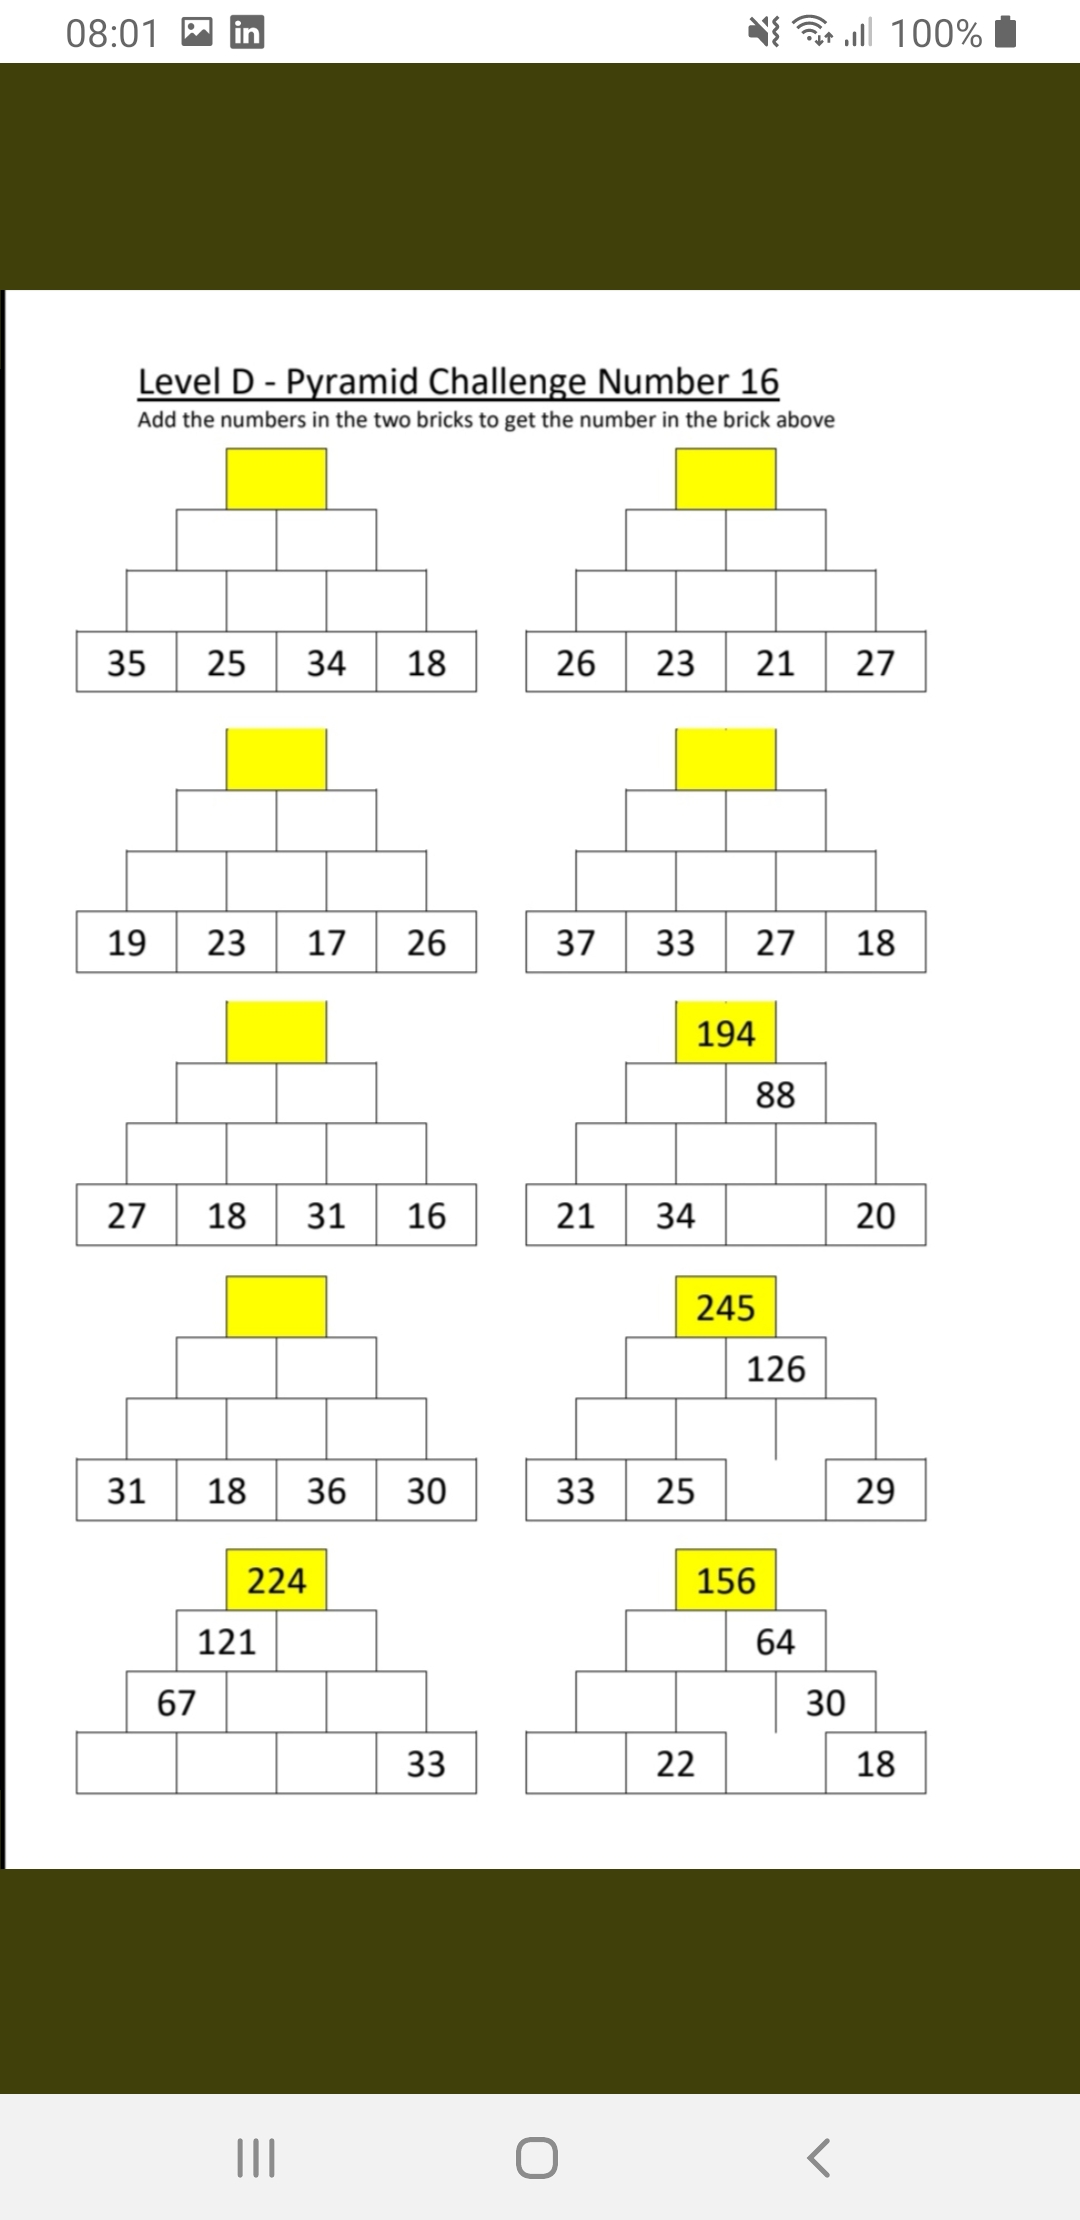 08:01 in 100%
Level D - Pyramid Challenge Number 16
Add the numbers in the two bricks to get the number in the brick above
35 25 34 18 26 23 21 27
19 23 17 26 37 33 27 18
194
88
27 18 31 16 21 34 20
245
126
31 18 36 30 33 25 29
224 156
121 64
67 30
33 22 18